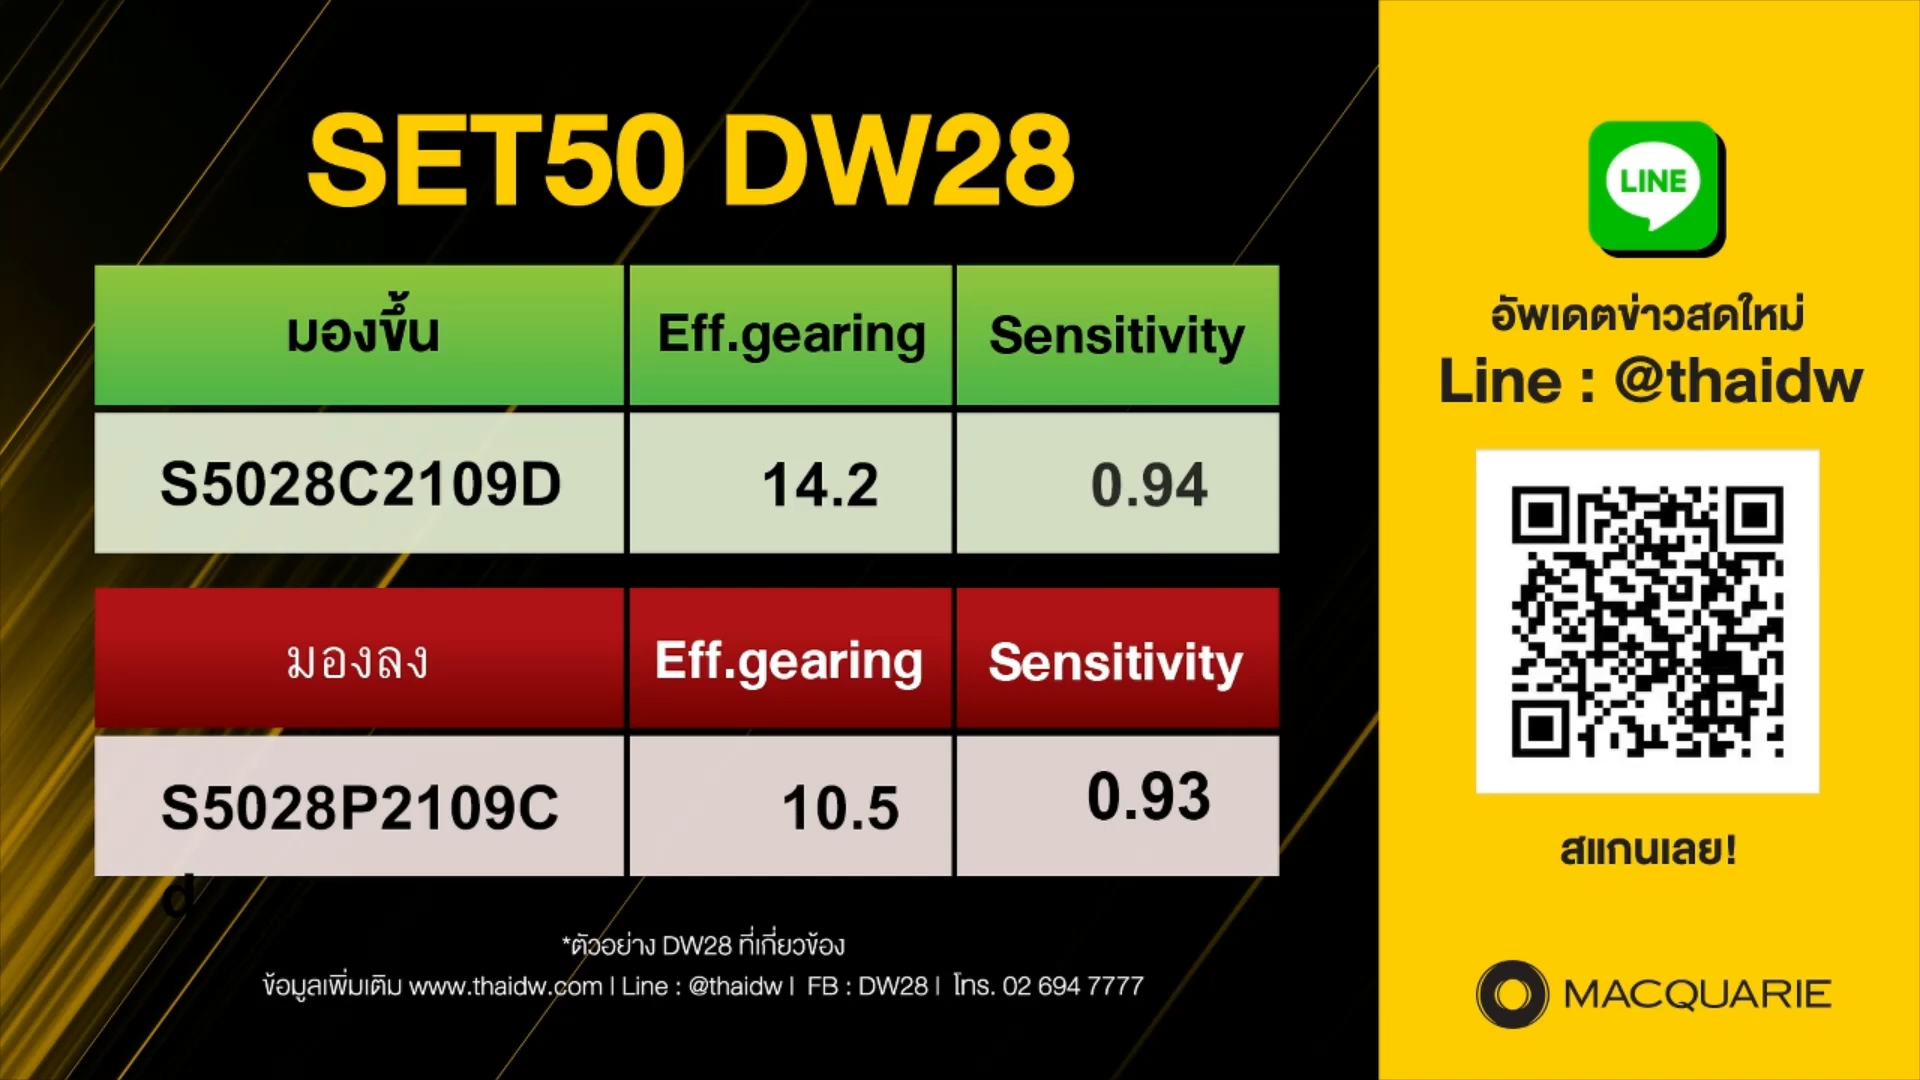 SET50 DW28
มองขึ้น Eff.gearing Sensitivity
S5028C2109D 14.2 0.94
มองลง Eff.gearing Sensitivity
S5028P2109C 10.5 0.93
d
*ตัวอย่าง DW28 ที่เกี่ยวข้อง
ข้อมูลเพิ่มเติม www.thaidw.com | Line : @thaidw | FB : DW28 | โทร. 02 694 7777
LINE
อัพเดตข่าวสดใหม่
Line : @thaidw
สแกนเลย!
MACQUARIE